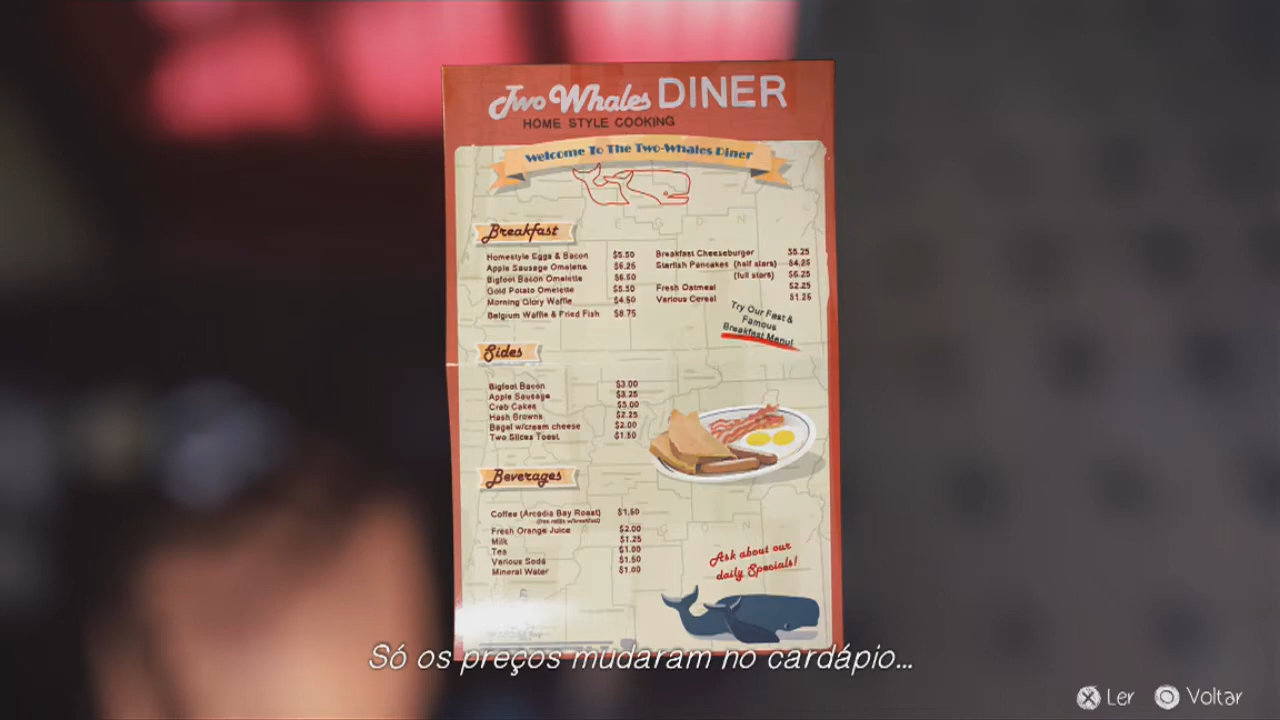 Two Whales DINER
HOME STYLE COOKING
Welcome To The Two-Whales Diner
Breakfast
Homestyle Eggs & Bacon $5.50
Apple Sausage Omelette $6.25
Bigfoot Bacon Omelette $6.50
Gold Potato Omelette $5.50
Morning Glory Waffle $4.50
Belgium Waffle & Fried Fish $8.75
Breakfast Cheeseburger $5.25
Starfish Pancakes (half stars) $4.25
(full stars) $6.25
Fresh Oatmeal $2.25
Various Cereal $1.25
Try Our Fast &
Famous
Breakfast Menu!
Sides
Bigfoot Bacon $3.00
Apple Sausage $3.25
Crab Cakes $5.00
Hash Browns $2.25
Bagel w/cream cheese $2.00
Two Slices Toast $1.50
Beverages
Coffee (Arcadia Bay Roast) $1.50
(free refills w/breakfast)
Fresh Orange Juice $2.00
Milk $1.25
Tea $1.00
Various Soda $1.50
Mineral Water $1.00
Ask about our
daily Specials!
Só os preços mudaram no cardápio...
Ler Voltar